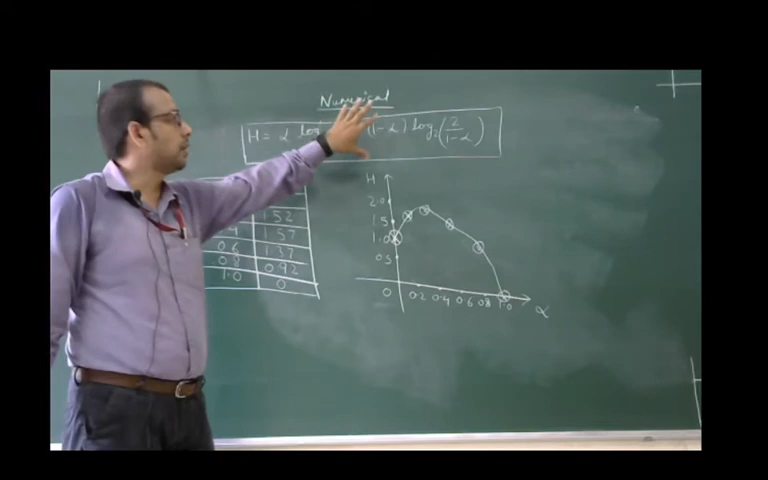 Numerical
H = α log (1-α) log₂(2/1-α)
1.52
1.57
0.6 1.37
0.8 0.92
1.0 0
H
2.0
1.5
1.0
0.5
0 0.2 0.4 0.6 0.8 1.0
α